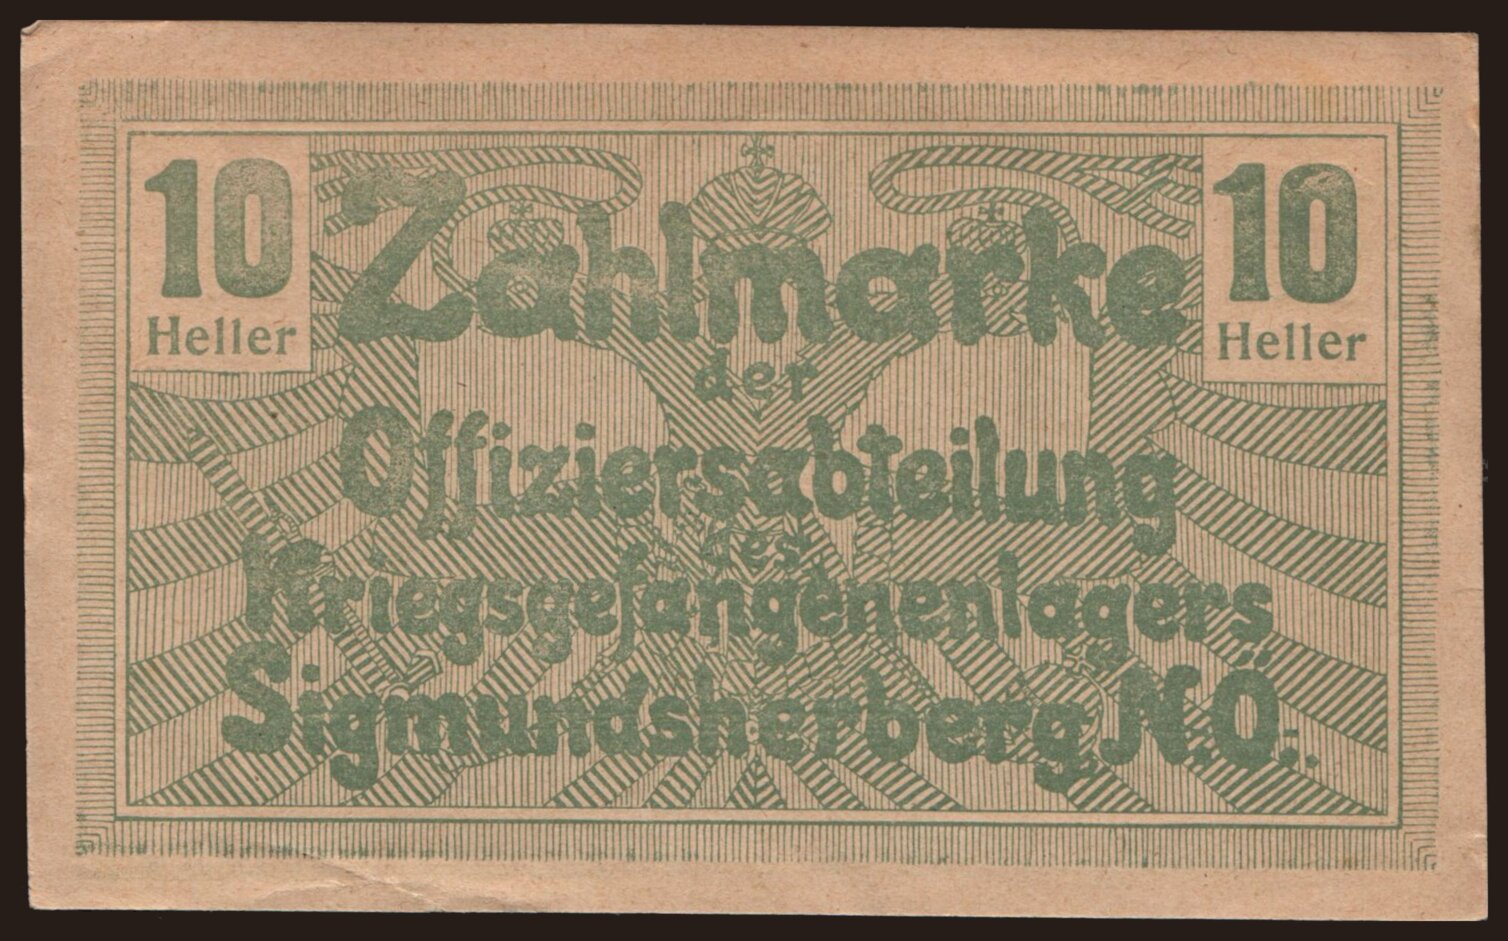 10
Heller
10
Heller
Zahlmarke
der
Offiziersabteilung
des
Kriegsgefangenenlagers
Sigmundsherberg N.Ö.